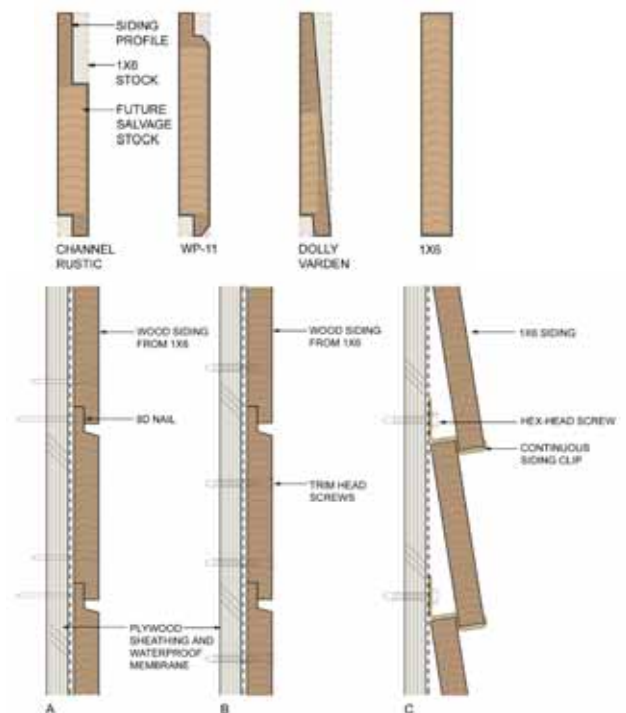 SIDING
PROFILE
1X6
STOCK
FUTURE
SALVAGE
STOCK
CHANNEL
RUSTIC
WP-11
DOLLY
VARDEN
1X6
WOOD SIDING
FROM 1X6
WOOD SIDING
FROM 1X6
1X6 SIDING
8D NAIL
HEX-HEAD SCREW
CONTINUOUS
SIDING CLIP
TRIM HEAD
SCREWS
PLYWOOD
SHEATHING AND
WATERPROOF
MEMBRANE
A
B
C